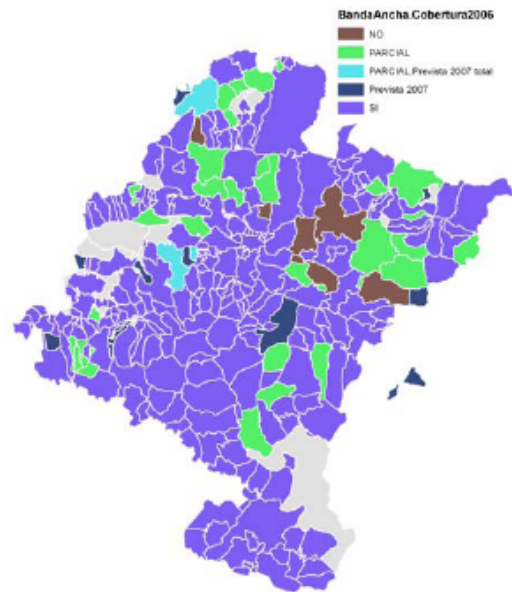 BandaAncha.Cobertura2006
NO
PARCIAL
PARCIAL.Prevista 2007 total
Prevista 2007
SI